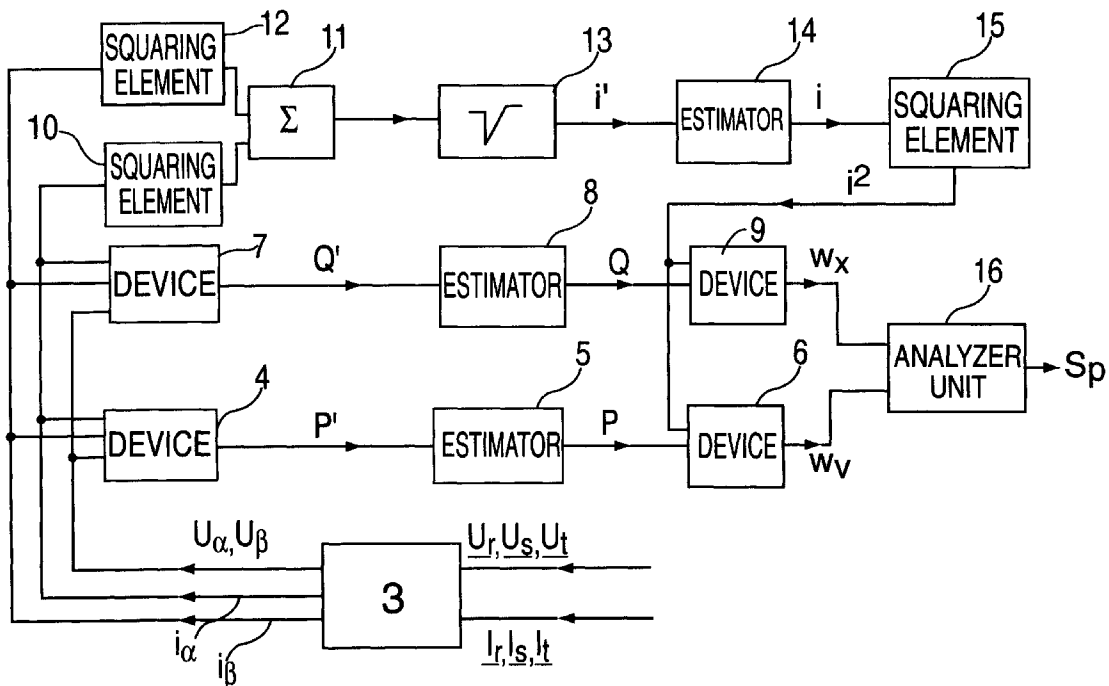 12
SQUARING
ELEMENT
11
Σ
13
i'
14
ESTIMATOR
i
15
SQUARING
ELEMENT
10
SQUARING
ELEMENT
i²
7
DEVICE
Q'
8
ESTIMATOR
Q
9
DEVICE
wx
16
ANALYZER
UNIT
Sp
4
DEVICE
P'
5
ESTIMATOR
P
6
DEVICE
wv
Uα,Uβ
3
Ur,Us,Ut
iα
iβ
Ir,Is,It